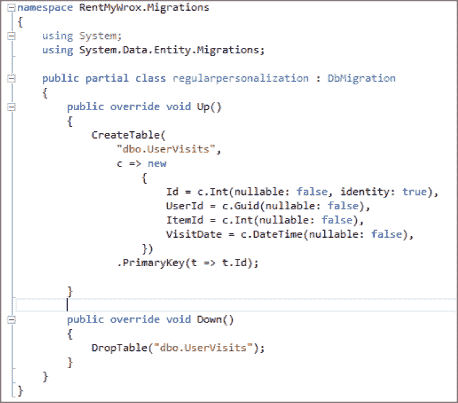 namespace RentMyWrox.Migrations
{
    using System;
    using System.Data.Entity.Migrations;

    public partial class regularpersonalization : DbMigration
    {
        public override void Up()
        {
            CreateTable(
                "dbo.UserVisits",
                c => new
                    {
                        Id = c.Int(nullable: false, identity: true),
                        UserId = c.Guid(nullable: false),
                        ItemId = c.Int(nullable: false),
                        VisitDate = c.DateTime(nullable: false),
                    })
                .PrimaryKey(t => t.Id);

        }

        public override void Down()
        {
            DropTable("dbo.UserVisits");
        }
    }
}